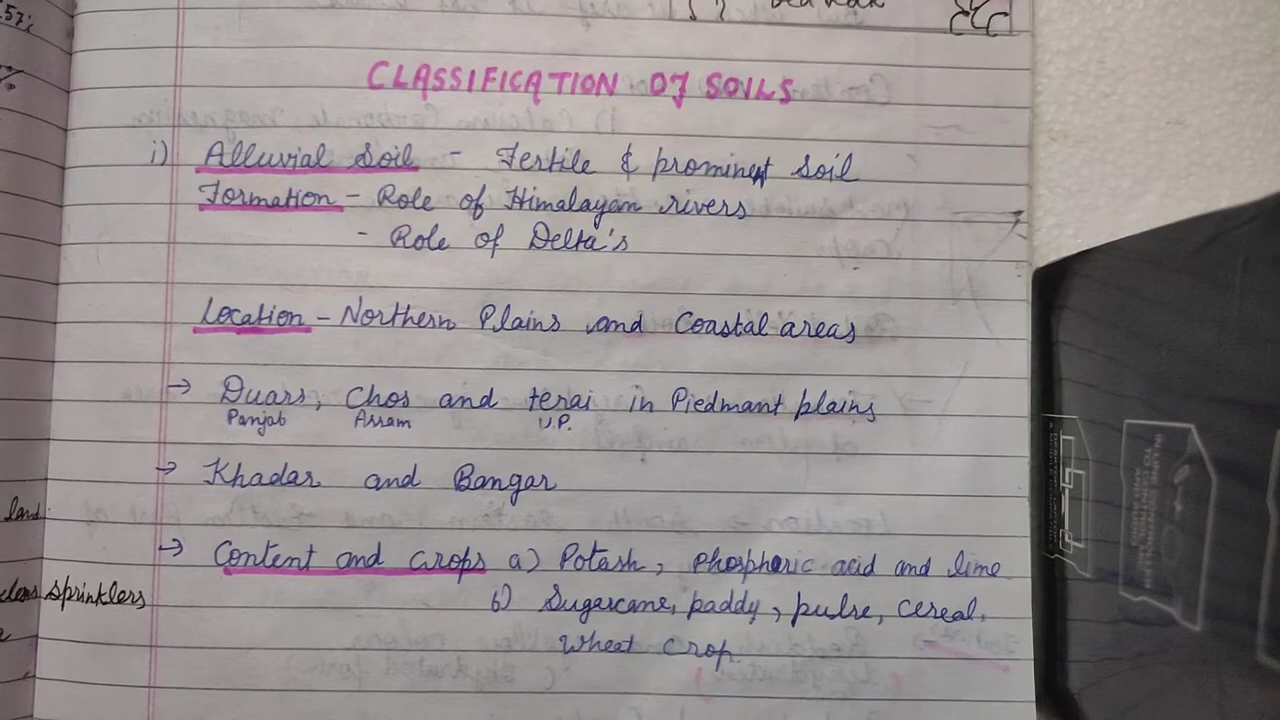 CLASSIFICATION OF SOILS
i) Alluvial Soil - Fertile & prominent soil
Formation - Role of Himalayan rivers
- Role of Delta's
Location - Northern Plains and Coastal areas
→ Duars, Chos and terai in Piedmant plains
Panjab Assam U.P.
→ Khadar and Bangar
land
→ Content and crops a) Potash, phosphoric acid and lime
sprinklers
b) Sugarcane, paddy, pulse, cereal,
Wheat crop.